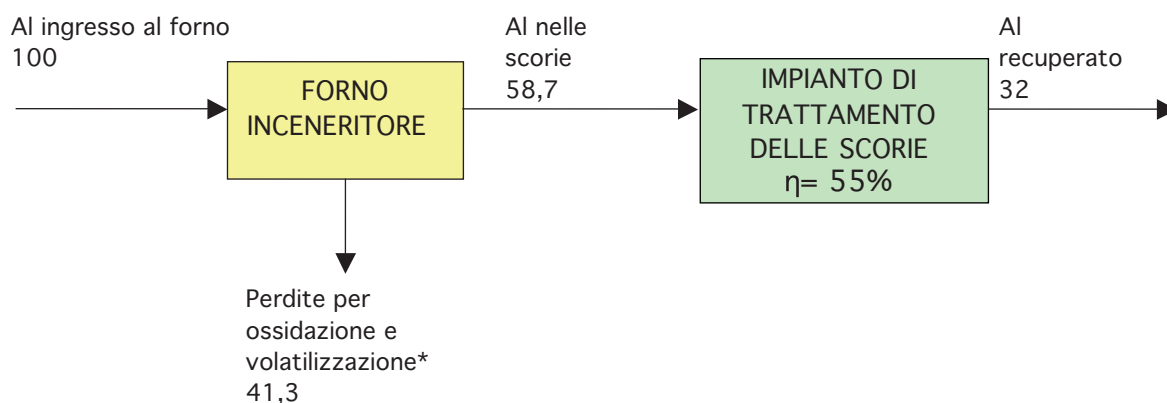 Al ingresso al forno
100
FORNO
INCENERITORE
Al nelle
scorie
58,7
IMPIANTO DI
TRATTAMENTO
DELLE SCORIE
η= 55%
Al
recuperato
32
Perdite per
ossidazione e
volatilizzazione*
41,3